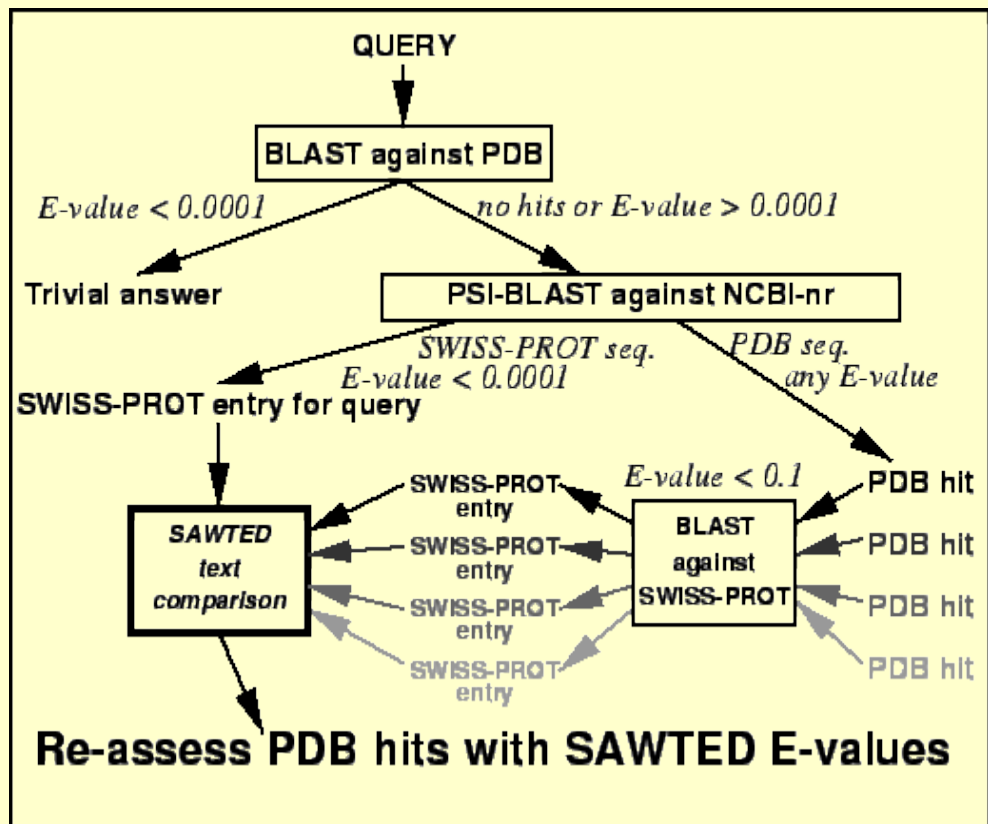 QUERY
BLAST against PDB
E-value < 0.0001
no hits or E-value > 0.0001
Trivial answer
PSI-BLAST against NCBI-nr
SWISS-PROT seq.
E-value < 0.0001
PDB seq.
any E-value
SWISS-PROT entry for query
E-value < 0.1
SWISS-PROT
entry
PDB hit
SAWTED
text
comparison
SWISS-PROT
entry
BLAST
against
SWISS-PROT
PDB hit
SWISS-PROT
entry
PDB hit
SWISS-PROT
entry
PDB hit
Re-assess PDB hits with SAWTED E-values